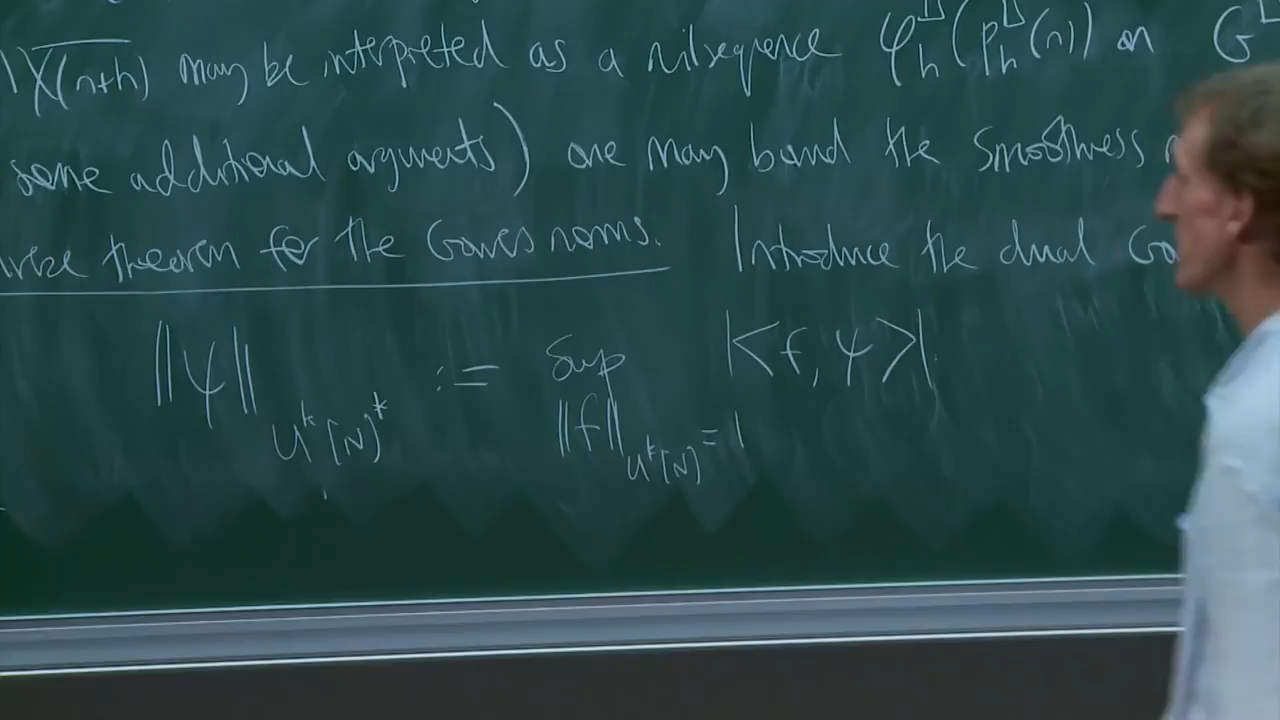 χ(n+h)‾ may be interpreted as a nilsequence φ_h^□(p_h^□(n)) on G^□
some additional arguments) one may bound the smoothness
theorem for the Gowers norms. Introduce the dual
‖ψ‖_{U^k[N]^*} := sup_{‖f‖_{U^k[N]} = 1} |<f, ψ>|